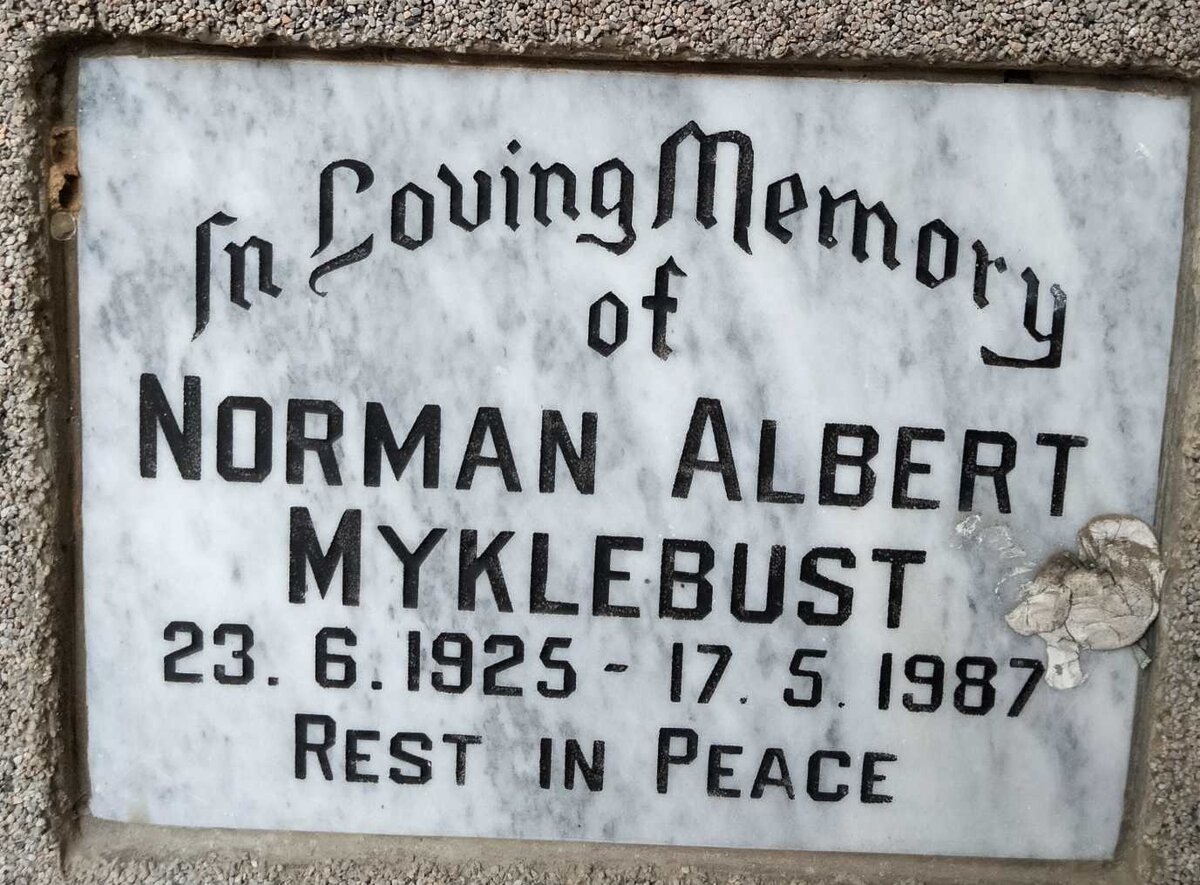 In Loving Memory
of
NORMAN ALBERT
MYKLEBUST
23.6.1925 - 17.5.1987
REST IN PEACE